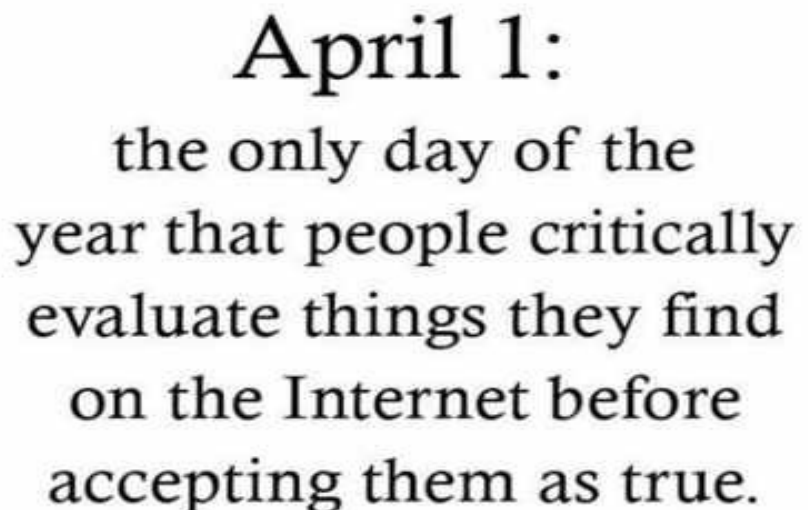 April 1:
the only day of the
year that people critically
evaluate things they find
on the Internet before
accepting them as true.